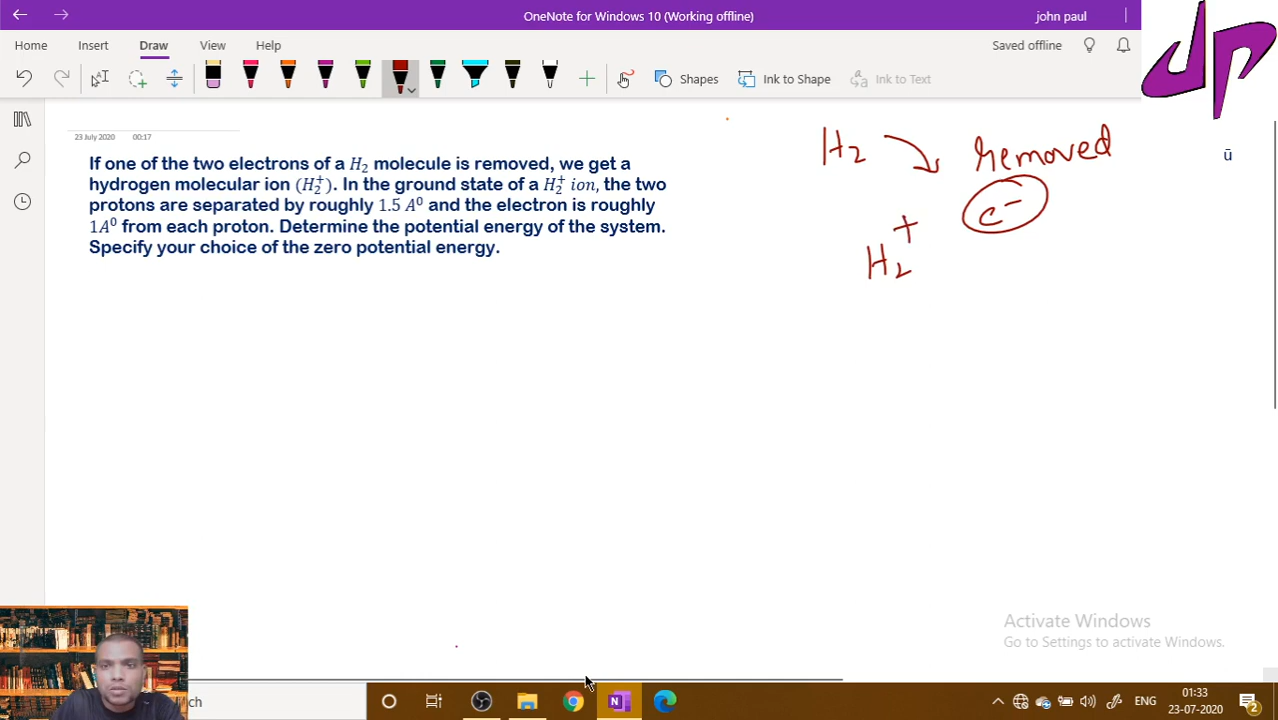 OneNote for Windows 10 (Working offline)
john paul
Home Insert Draw View Help
Saved offline
Shapes
Ink to Shape
Ink to Text
23 July 2020 00:17
If one of the two electrons of a H₂ molecule is removed, we get a
hydrogen molecular ion (H₂⁺). In the ground state of a H₂⁺ ion, the two
protons are separated by roughly 1.5 A⁰ and the electron is roughly
1A⁰ from each proton. Determine the potential energy of the system.
Specify your choice of the zero potential energy.
H₂ removed
e⁻
H₂⁺
ū
Activate Windows
Go to Settings to activate Windows.
ch
ENG
01:33
23-07-2020
2